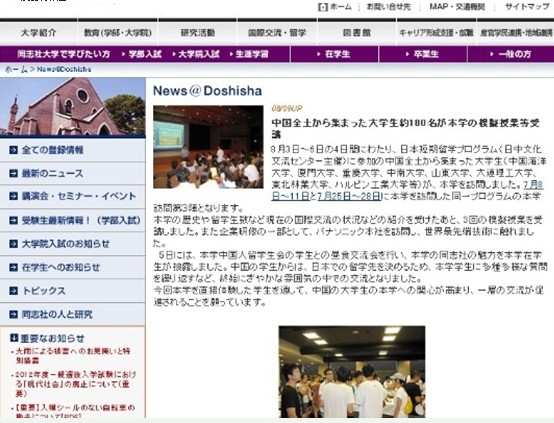 ホーム
お問い合せ先
MAP・交通機関
サイトマップ
大学紹介
教育(学部・大学院)
研究活動
国際交流・留学
図書館
キャリア形成支援・就職
産官学民連携・地域連携
同志社大学で学びたい方
学部入試
大学院入試
生涯学習
在学生
卒業生
一般の方
ホーム > News@Doshisha
全ての登録情報
最新のニュース
講演会・セミナー・イベント
受験生最新情報!(学部入試)
大学院入試のお知らせ
在学生へのお知らせ
トピックス
同志社の人と研究
重要なお知らせ
大雨による被害へのお見舞いと特
別措置
2012年度一般選抜入学試験におけ
る「現代社会」の廃止について(重
要)
【重要】入構シールのない自転車の
News@Doshisha
08/09UP
中国全土から集まった大学生約180名が本学の模擬授業等受
講
8月3日~6日の4日間にわたり、日本短期留学プログラム(日中文化
交流センター主催)に参加の中国全土から集まった大学生(中国海洋
大学、厦門大学、重慶大学、中南大学、山東大学、大連理工大学、
東北林業大学、ハルビン工業大学等)が、本学を訪問しました。7月8
日~11日と7月25日~28日に本学を訪問した同一プログラムの本学
訪問第3陣となります。
本学の歴史や留学生数など現在の国際交流の状況などの紹介を受けたあと、3回の模擬授業を受
講しました。また企業研修の一部として、パナソニック本社を訪問し、世界最先端技術に触れまし
た。
5日には、本学中国人留学生会の学生との昼食交流会を行い、本学の同志社の魅力を本学在学
生が披露しました。中国の学生からは、日本での留学先を決めるため、本学学生に多種多様な質問
を繰り返すなど、終始にぎやかな雰囲気の中での交流となりました。
今回本学を直接体験した学生を通して、中国の大学生の本学への関心が高まり、一層の交流が促
進されることを願っています。